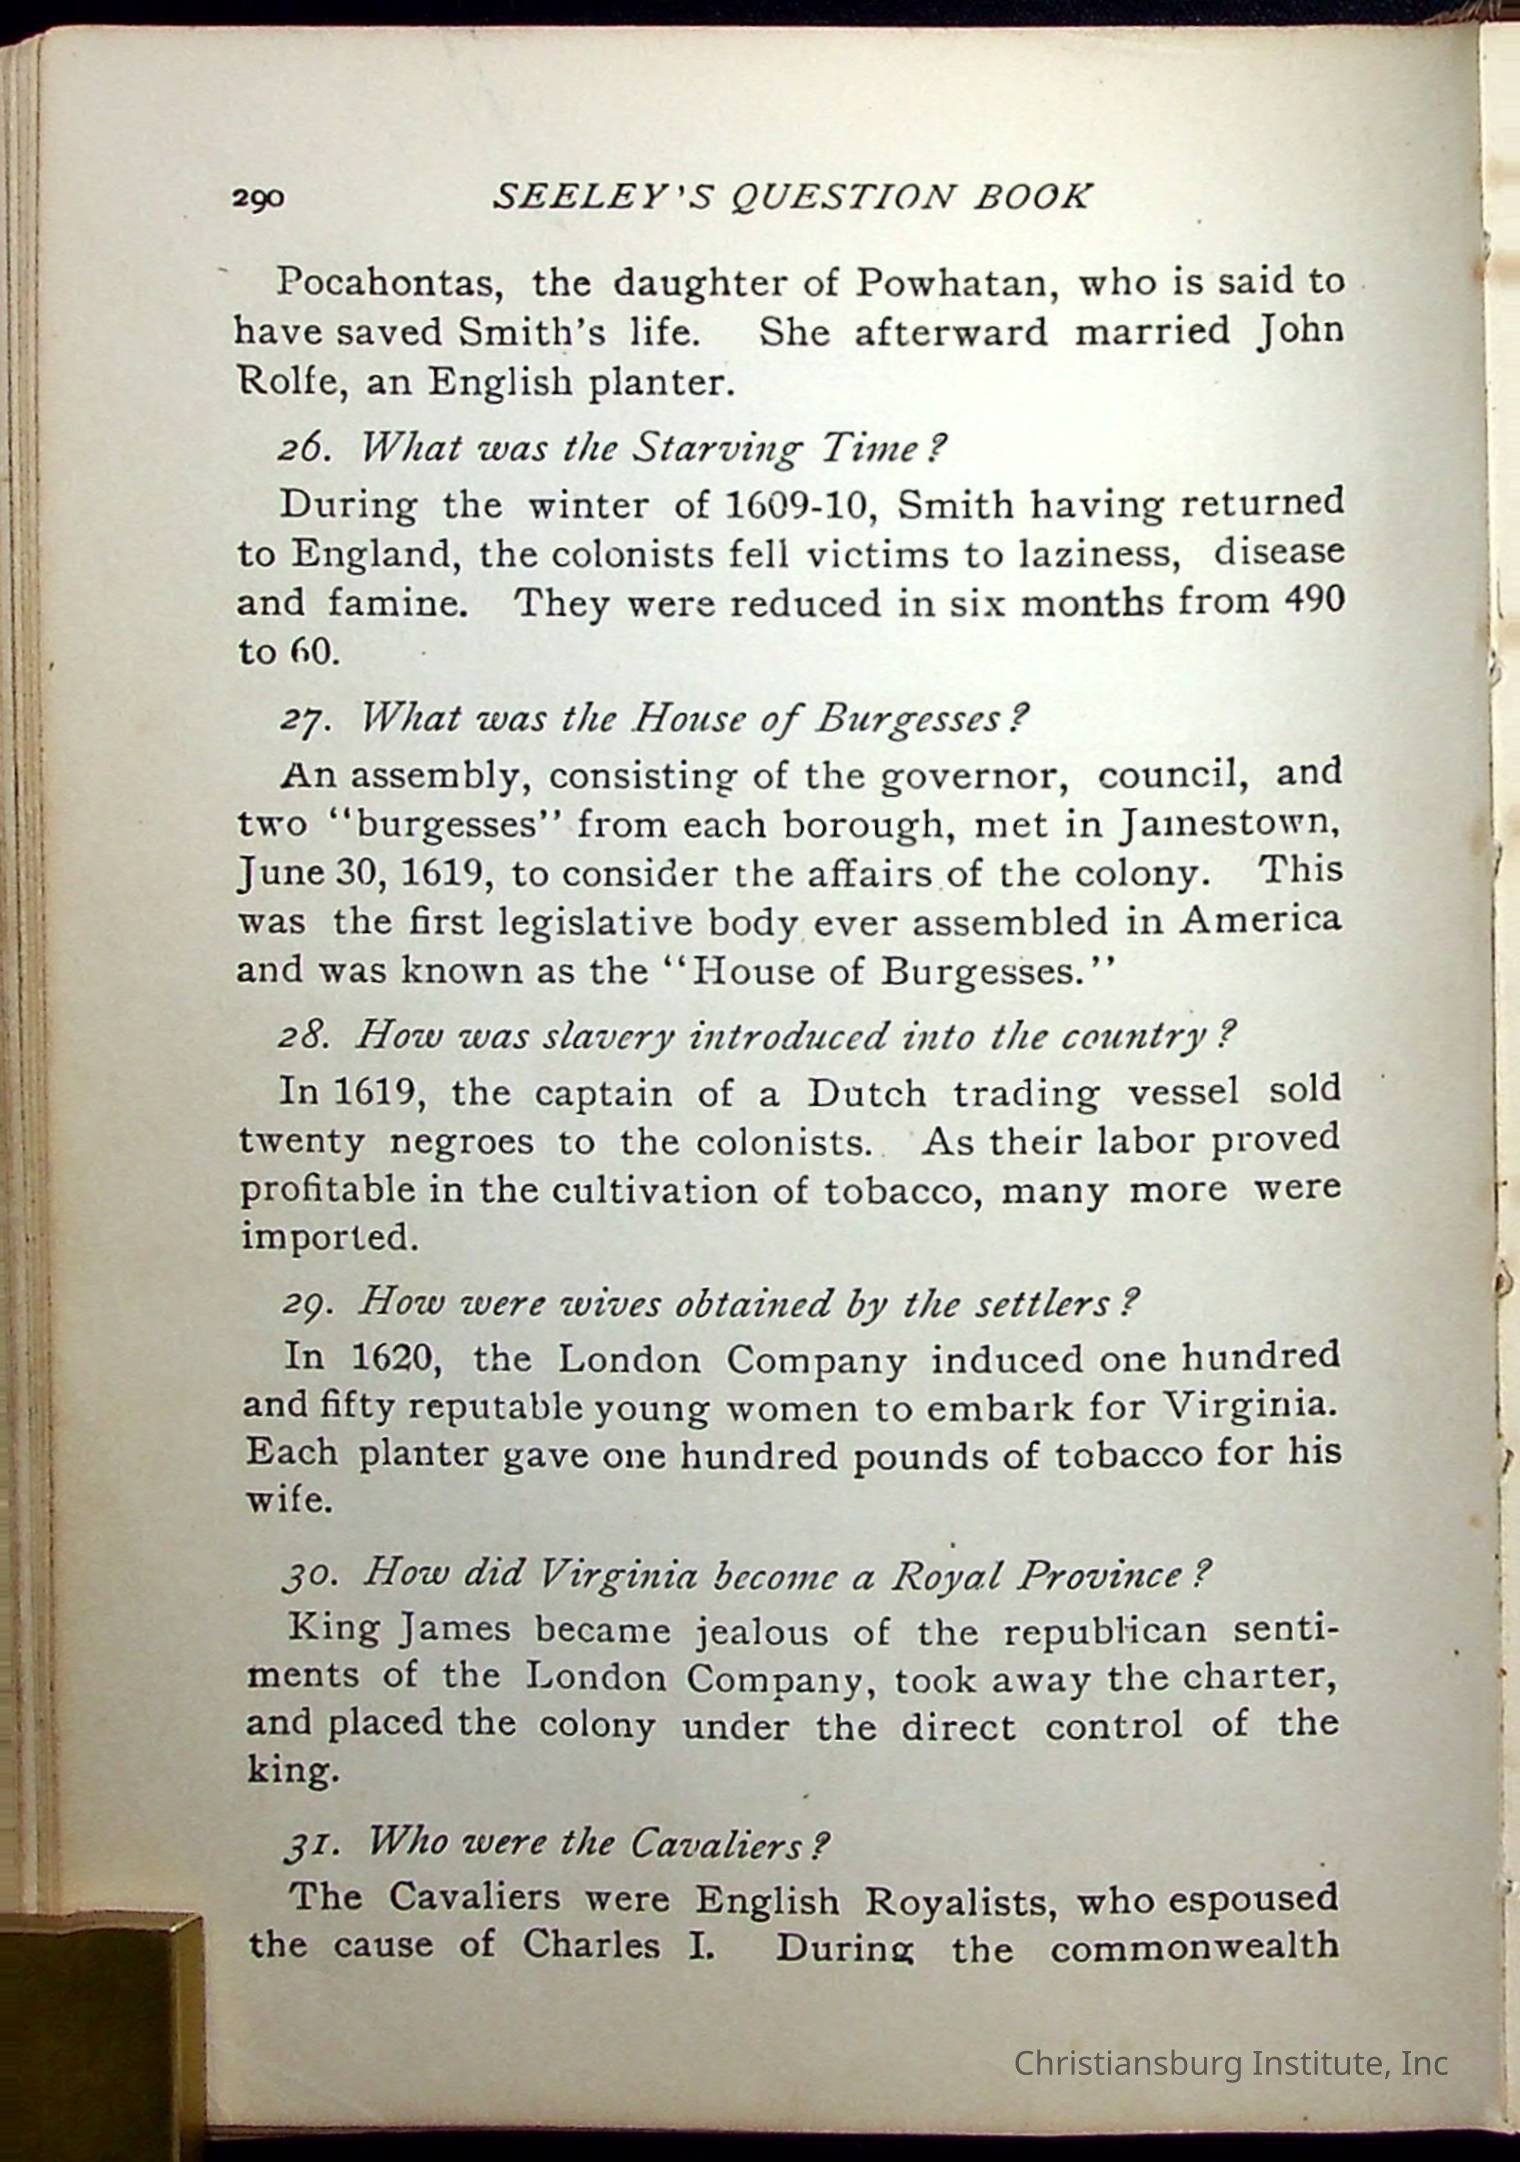 290 SEELEY'S QUESTION BOOK
Pocahontas, the daughter of Powhatan, who is said to
have saved Smith's life. She afterward married John
Rolfe, an English planter.
26. What was the Starving Time?
During the winter of 1609-10, Smith having returned
to England, the colonists fell victims to laziness, disease
and famine. They were reduced in six months from 490
to 60.
27. What was the House of Burgesses?
An assembly, consisting of the governor, council, and
two "burgesses" from each borough, met in Jamestown,
June 30, 1619, to consider the affairs of the colony. This
was the first legislative body ever assembled in America
and was known as the "House of Burgesses."
28. How was slavery introduced into the country?
In 1619, the captain of a Dutch trading vessel sold
twenty negroes to the colonists. As their labor proved
profitable in the cultivation of tobacco, many more were
imported.
29. How were wives obtained by the settlers?
In 1620, the London Company induced one hundred
and fifty reputable young women to embark for Virginia.
Each planter gave one hundred pounds of tobacco for his
wife.
30. How did Virginia become a Royal Province?
King James became jealous of the republican senti-
ments of the London Company, took away the charter,
and placed the colony under the direct control of the
king.
31. Who were the Cavaliers?
The Cavaliers were English Royalists, who espoused
the cause of Charles I. During the commonwealth
Christiansburg Institute, Inc